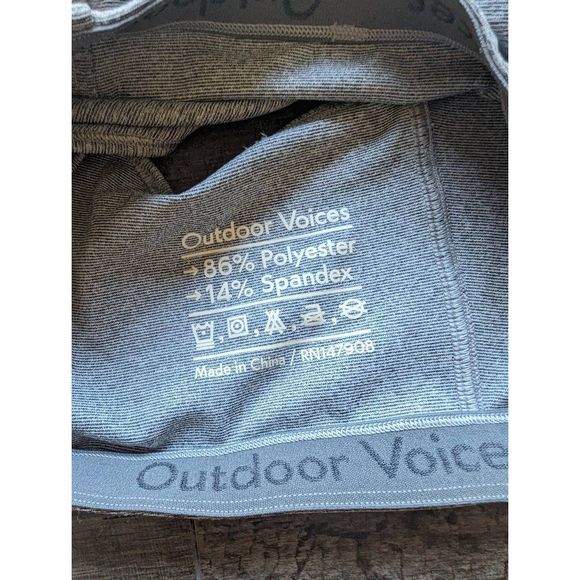 Outdoor Voices
→86% Polyester
→14% Spandex
Made in China / RN147908
Outdoor Voices